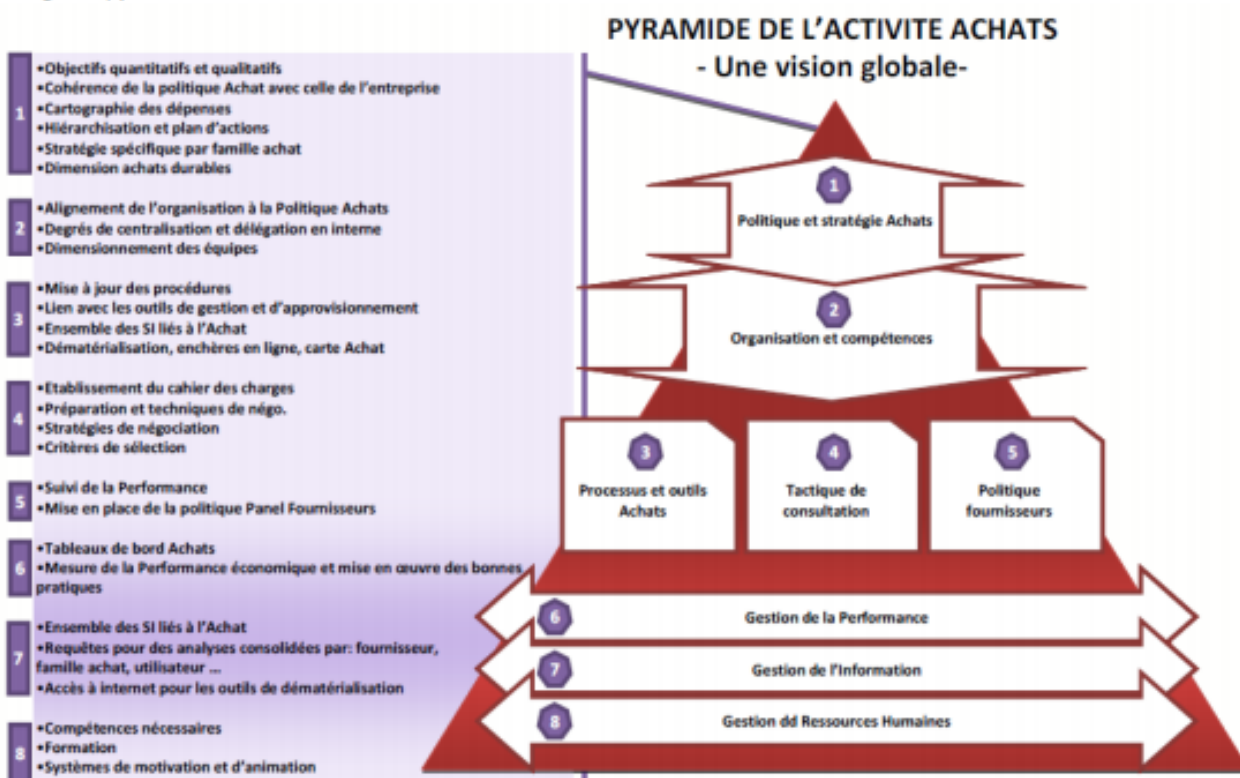 PYRAMIDE DE L'ACTIVITE ACHATS
- Une vision globale-
1
•Objectifs quantitatifs et qualitatifs
•Cohérence de la politique Achat avec celle de l'entreprise
•Cartographie des dépenses
•Hiérarchisation et plan d'actions
•Stratégie spécifique par famille achat
•Dimension achats durables
2
•Alignement de l'organisation à la Politique Achats
•Degrés de centralisation et délégation en interne
•Dimensionnement des équipes
3
•Mise à jour des procédures
•Lien avec les outils de gestion et d'approvisionnement
•Ensemble des SI liés à l'Achat
•Dématérialisation, enchères en ligne, carte Achat
4
•Etablissement du cahier des charges
•Préparation et techniques de négo.
•Stratégies de négociation
•Critères de sélection
5
•Suivi de la Performance
•Mise en place de la politique Panel Fournisseurs
6
•Tableaux de bord Achats
•Mesure de la Performance économique et mise en œuvre des bonnes
pratiques
7
•Ensemble des SI liés à l'Achat
•Requêtes pour des analyses consolidées par: fournisseur,
famille achat, utilisateur ...
•Accès à internet pour les outils de dématérialisation
8
•Compétences nécessaires
•Formation
•Systèmes de motivation et d'animation
1
Politique et stratégie Achats
2
Organisation et compétences
3
Processus et outils
Achats
4
Tactique de
consultation
5
Politique
fournisseurs
6
Gestion de la Performance
7
Gestion de l'Information
8
Gestion dd Ressources Humaines